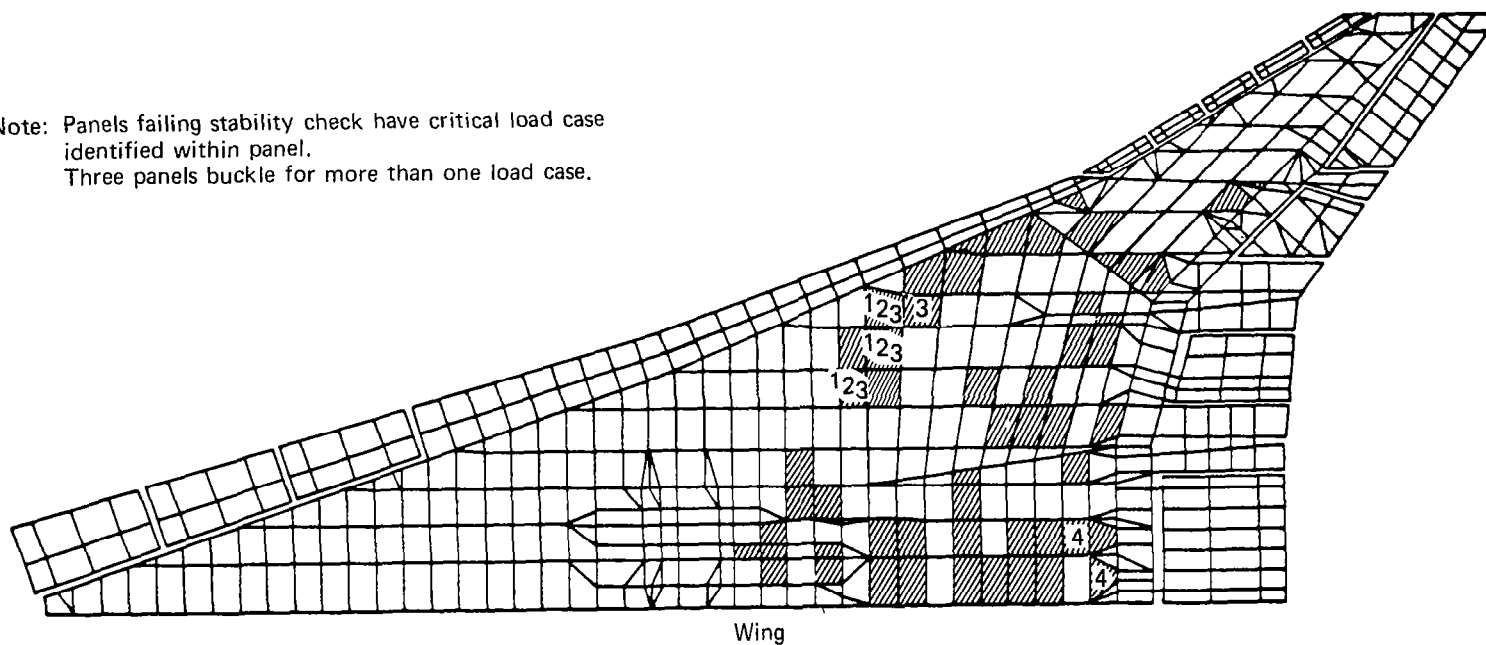 Note: Panels failing stability check have critical load case
identified within panel.
Three panels buckle for more than one load case.
123
3
123
123
4
4
Wing